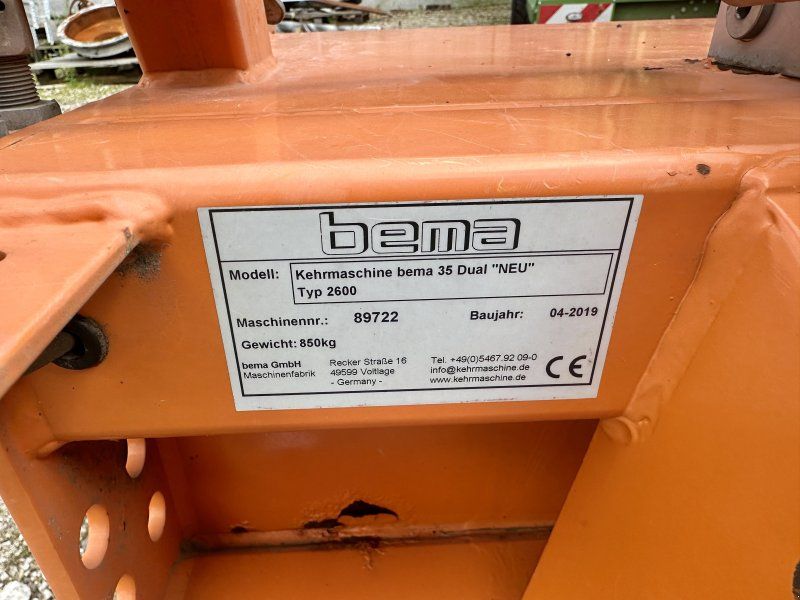 bema
Modell: Kehrmaschine bema 35 Dual "NEU"
Typ 2600
Maschinennr.: 89722 Baujahr: 04-2019
Gewicht: 850kg
bema GmbH Recker Straße 16 Tel. +49(0)5467.92 09-0
Maschinenfabrik 49599 Voltlage info@kehrmaschine.de
- Germany - www.kehrmaschine.de
CE